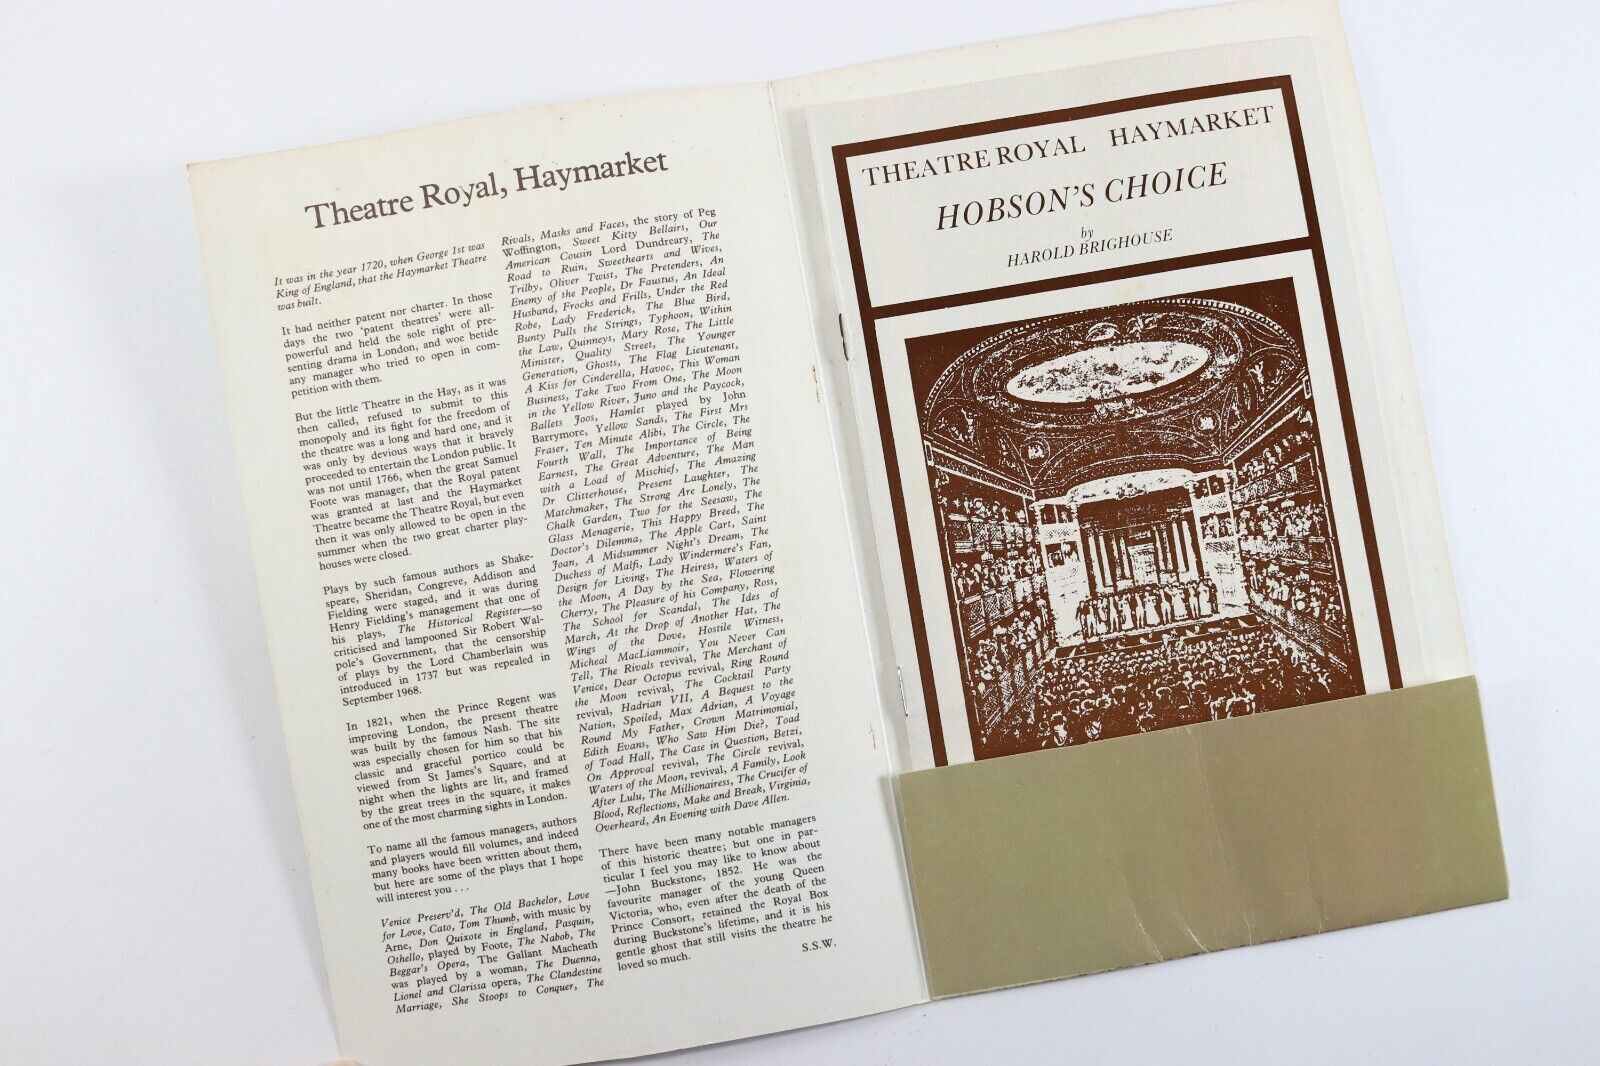 Theatre Royal, Haymarket
It was in the year 1720, when George 1st was
King of England, that the Haymarket Theatre
was built.
It had neither patent nor charter. In those
days the two 'patent theatres' were all-
powerful and held the sole right of pre-
senting drama in London, and woe betide
any manager who tried to open in com-
petition with them.
But the little Theatre in the Hay, as it was
then called, refused to submit to this
monopoly and its fight for the freedom of
the theatre was a long and hard one, and it
was only by devious ways that it bravely
proceeded to entertain the London public. It
was not until 1766, when the great Samuel
Foote was manager, that the Royal patent
was granted at last and the Haymarket
Theatre became the Theatre Royal, but even
then it was only allowed to be open in the
summer when the two great charter play-
houses were closed.
Plays by such famous authors as Shake-
speare, Sheridan, Congreve, Addison and
Fielding were staged, and it was during
Henry Fielding's management that one of
his plays, The Historical Register—so
criticised and lampooned Sir Robert Wal-
pole's Government, that the censorship
of plays by the Lord Chamberlain was
introduced in 1737 but was repealed in
September 1968.
In 1821, when the Prince Regent was
improving London, the present theatre
was built by the famous Nash. The site
was especially chosen for him so that his
classic and graceful portico could be
viewed from St James's Square, and at
night when the lights are lit, and framed
by the great trees in the square, it makes
one of the most charming sights in London.
To name all the famous managers, authors
and players would fill volumes, and indeed
many books have been written about them,
but here are some of the plays that I hope
will interest you . . .
Venice Preserv'd, The Old Bachelor, Love
for Love, Cato, Tom Thumb, with music by
Arne, Don Quixote in England, Pasquin,
Othello, played by Foote, The Nabob, The
Beggar's Opera, The Gallant Macheath
was played by a woman, The Duenna,
Lionel and Clarissa opera, The Clandestine
Marriage, She Stoops to Conquer, The
Rivals, Masks and Faces, the story of Peg
Woffington, Sweet Kitty Bellairs, Our
American Cousin Lord Dundreary, The
Road to Ruin, Sweethearts and Wives,
Trilby, Oliver Twist, The Pretenders, An
Enemy of the People, Dr Faustus, An Ideal
Husband, Frocks and Frills, Under the Red
Robe, Lady Frederick, The Blue Bird,
Bunty Pulls the Strings, Typhoon, Within
the Law, Quinneys, Mary Rose, The Little
Minister, Quality Street, The Younger
Generation, Ghosts, The Flag Lieutenant,
A Kiss for Cinderella, Havoc, This Woman
Business, Take Two From One, The Moon
in the Yellow River, Juno and the Paycock,
Ballets Joos, Hamlet played by John
Barrymore, Yellow Sands, The First Mrs
Fraser, Ten Minute Alibi, The Circle, The
Fourth Wall, The Importance of Being
Earnest, The Great Adventure, The Man
with a Load of Mischief, The Amazing
Dr Clitterhouse, Present Laughter, The
Matchmaker, The Strong Are Lonely, The
Chalk Garden, Two for the Seesaw, The
Glass Menagerie, This Happy Breed, The
Doctor's Dilemma, The Apple Cart, Saint
Joan, A Midsummer Night's Dream, The
Duchess of Malfi, Lady Windermere's Fan,
Design for Living, The Heiress, Waters of
the Moon, A Day by the Sea, Flowering
Cherry, The Pleasure of his Company, Ross,
The School for Scandal, The Ides of
March, At the Drop of Another Hat, The
Wings of the Dove, Hostile Witness,
Micheal MacLiammoir, You Never Can
Tell, The Rivals revival, The Merchant of
Venice, Dear Octopus revival, Ring Round
the Moon revival, The Cocktail Party
revival, Hadrian VII, A Bequest to the
Nation, Spoiled, Max Adrian, A Voyage
Round My Father, Crown Matrimonial,
Edith Evans, Who Saw Him Die?, Toad
of Toad Hall, The Case in Question, Betzi,
On Approval revival, The Circle revival,
Waters of the Moon, revival, A Family, Look
After Lulu, The Millionairess, The Crucifer of
Blood, Reflections, Make and Break, Virginia,
Overheard, An Evening with Dave Allen.
There have been many notable managers
of this historic theatre; but one in par-
ticular I feel you may like to know about
—John Buckstone, 1852. He was the
favourite manager of the young Queen
Victoria, who, even after the death of the
Prince Consort, retained the Royal Box
during Buckstone's lifetime, and it is his
gentle ghost that still visits the theatre he
loved so much.
S.S.W.
THEATRE ROYAL HAYMARKET
HOBSON'S CHOICE
by
HAROLD BRIGHOUSE